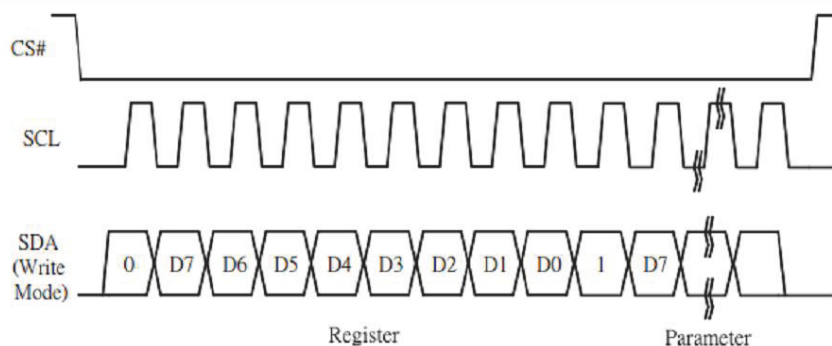 CS#
SCL
SDA
(Write
Mode)
0 D7 D6 D5 D4 D3 D2 D1 D0 1 D7
Register Parameter